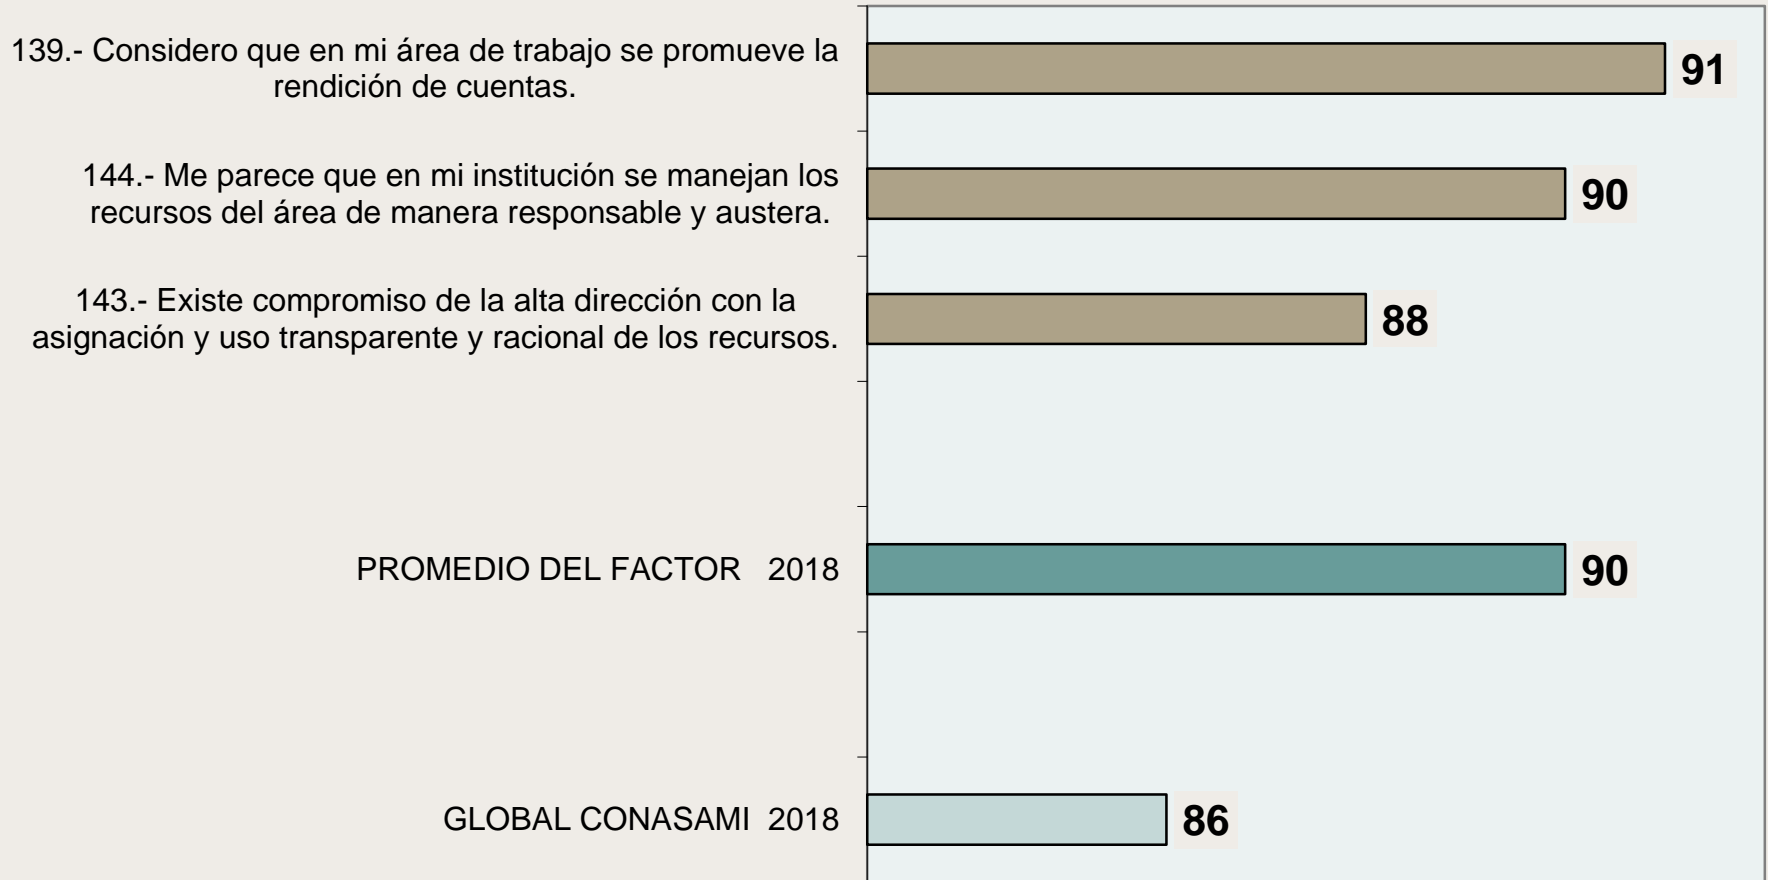 139.- Considero que en mi área de trabajo se promueve la
rendición de cuentas.
91
144.- Me parece que en mi institución se manejan los
recursos del área de manera responsable y austera.
90
143.- Existe compromiso de la alta dirección con la
asignación y uso transparente y racional de los recursos.
88
PROMEDIO DEL FACTOR 2018
90
GLOBAL CONASAMI 2018
86